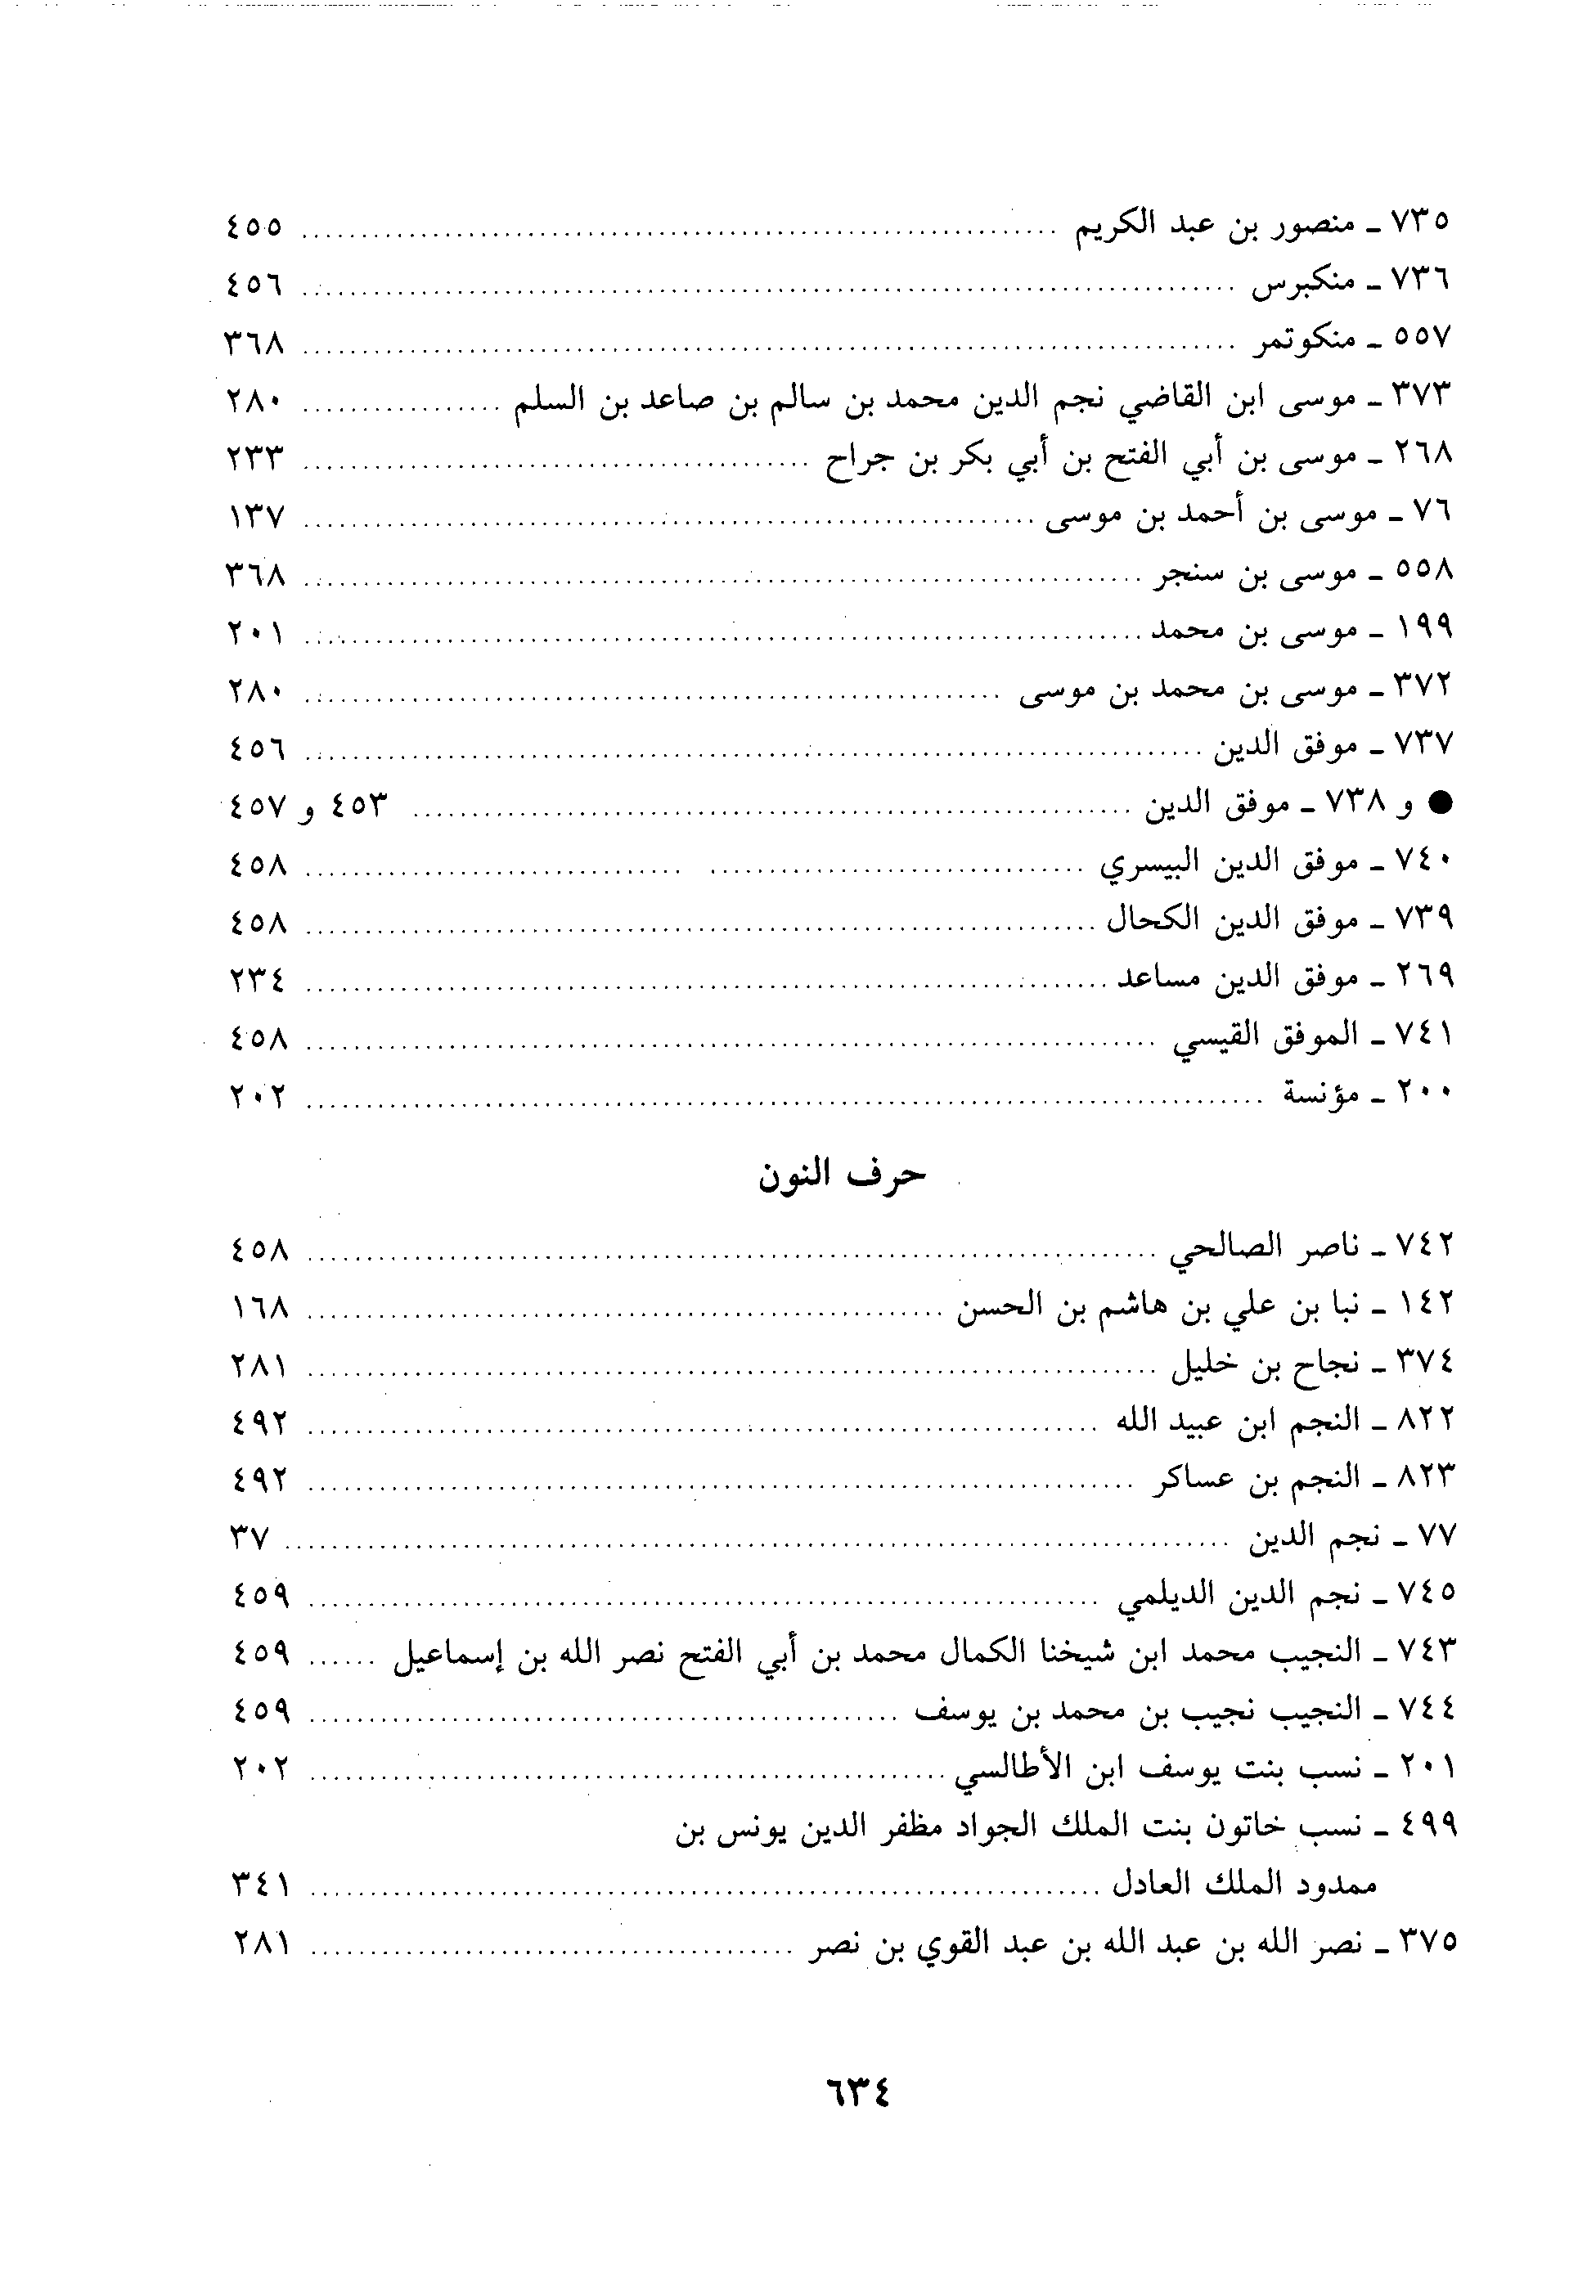 ٧٣٥ ـ منصور بن عبد الكريم ........ ٤٥٥
٧٣٦ ـ منكبرس ........ ٤٥٦
٥٥٧ ـ منكوتمر ........ ٣٦٨
٣٧٣ ـ موسى ابن القاضي نجم الدين محمد بن سالم بن صاعد بن السلم ........ ٢٨٠
٢٦٨ ـ موسى بن أبي الفتح بن أبي بكر بن جراح ........ ٢٣٣
٧٦ ـ موسى بن أحمد بن موسى ........ ١٣٧
٥٥٨ ـ موسى بن سنجر ........ ٣٦٨
١٩٩ ـ موسى بن محمد ........ ٢٠١
٣٧٢ ـ موسى بن محمد بن موسى ........ ٢٨٠
٧٣٧ ـ موفق الدين ........ ٤٥٦
● و ٧٣٨ ـ موفق الدين ........ ٤٥٣ و ٤٥٧
٧٤٠ ـ موفق الدين البيسري ........ ٤٥٨
٧٣٩ ـ موفق الدين الكحال ........ ٤٥٨
٢٦٩ ـ موفق الدين مساعد ........ ٢٣٤
٧٤١ ـ الموفق القيسي ........ ٤٥٨
٢٠٠ ـ مؤنسة ........ ٢٠٢
حرف النون
٧٤٢ ـ ناصر الصالحي ........ ٤٥٨
١٤٢ ـ نبا بن علي بن هاشم بن الحسن ........ ١٦٨
٣٧٤ ـ نجاح بن خليل ........ ٢٨١
٨٢٢ ـ النجم ابن عبيد الله ........ ٤٩٢
٨٢٣ ـ النجم بن عساكر ........ ٤٩٢
٧٧ ـ نجم الدين ........ ٣٧
٧٤٥ ـ نجم الدين الديلمي ........ ٤٥٩
٧٤٣ ـ النجيب محمد ابن شيخنا الكمال محمد بن أبي الفتح نصر الله بن إسماعيل ...... ٤٥٩
٧٤٤ ـ النجيب نجيب بن محمد بن يوسف ........ ٤٥٩
٢٠١ ـ نسب بنت يوسف ابن الأطالسي ........ ٢٠٢
٤٩٩ ـ نسب خاتون بنت الملك الجواد مظفر الدين يونس بن
ممدود الملك العادل ........ ٣٤١
٣٧٥ ـ نصر الله بن عبد الله بن عبد القوي بن نصر ........ ٢٨١
٦٣٤